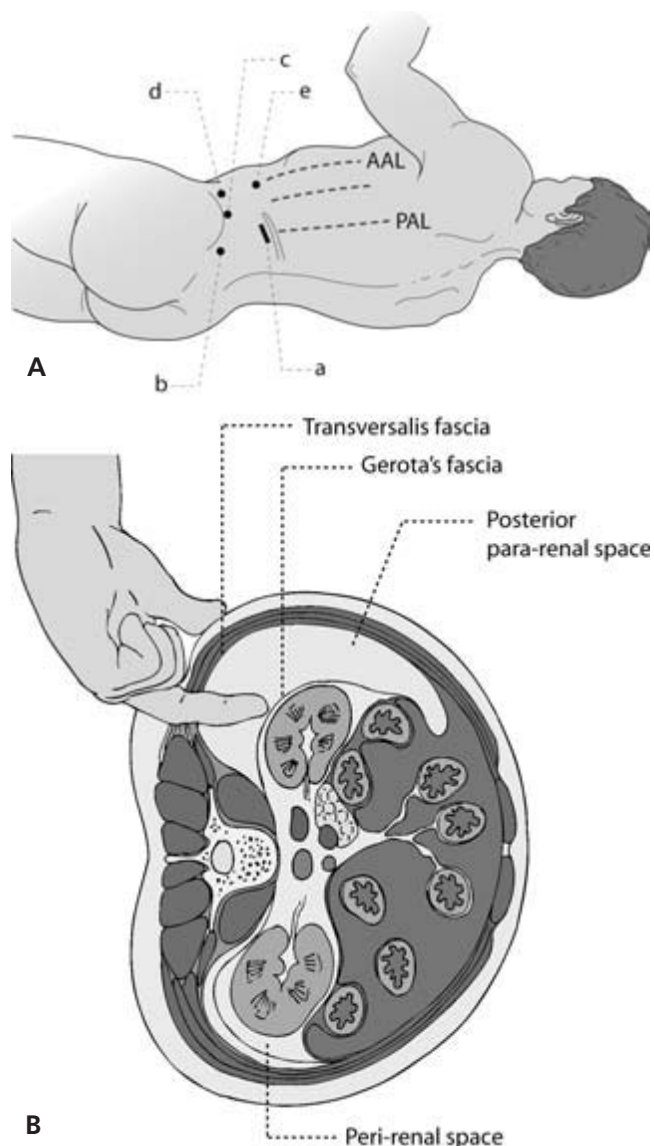 c
d
e
AAL
PAL
A
b
a
Transversalis fascia
Gerota's fascia
Posterior
para-renal space
B
Peri-renal space